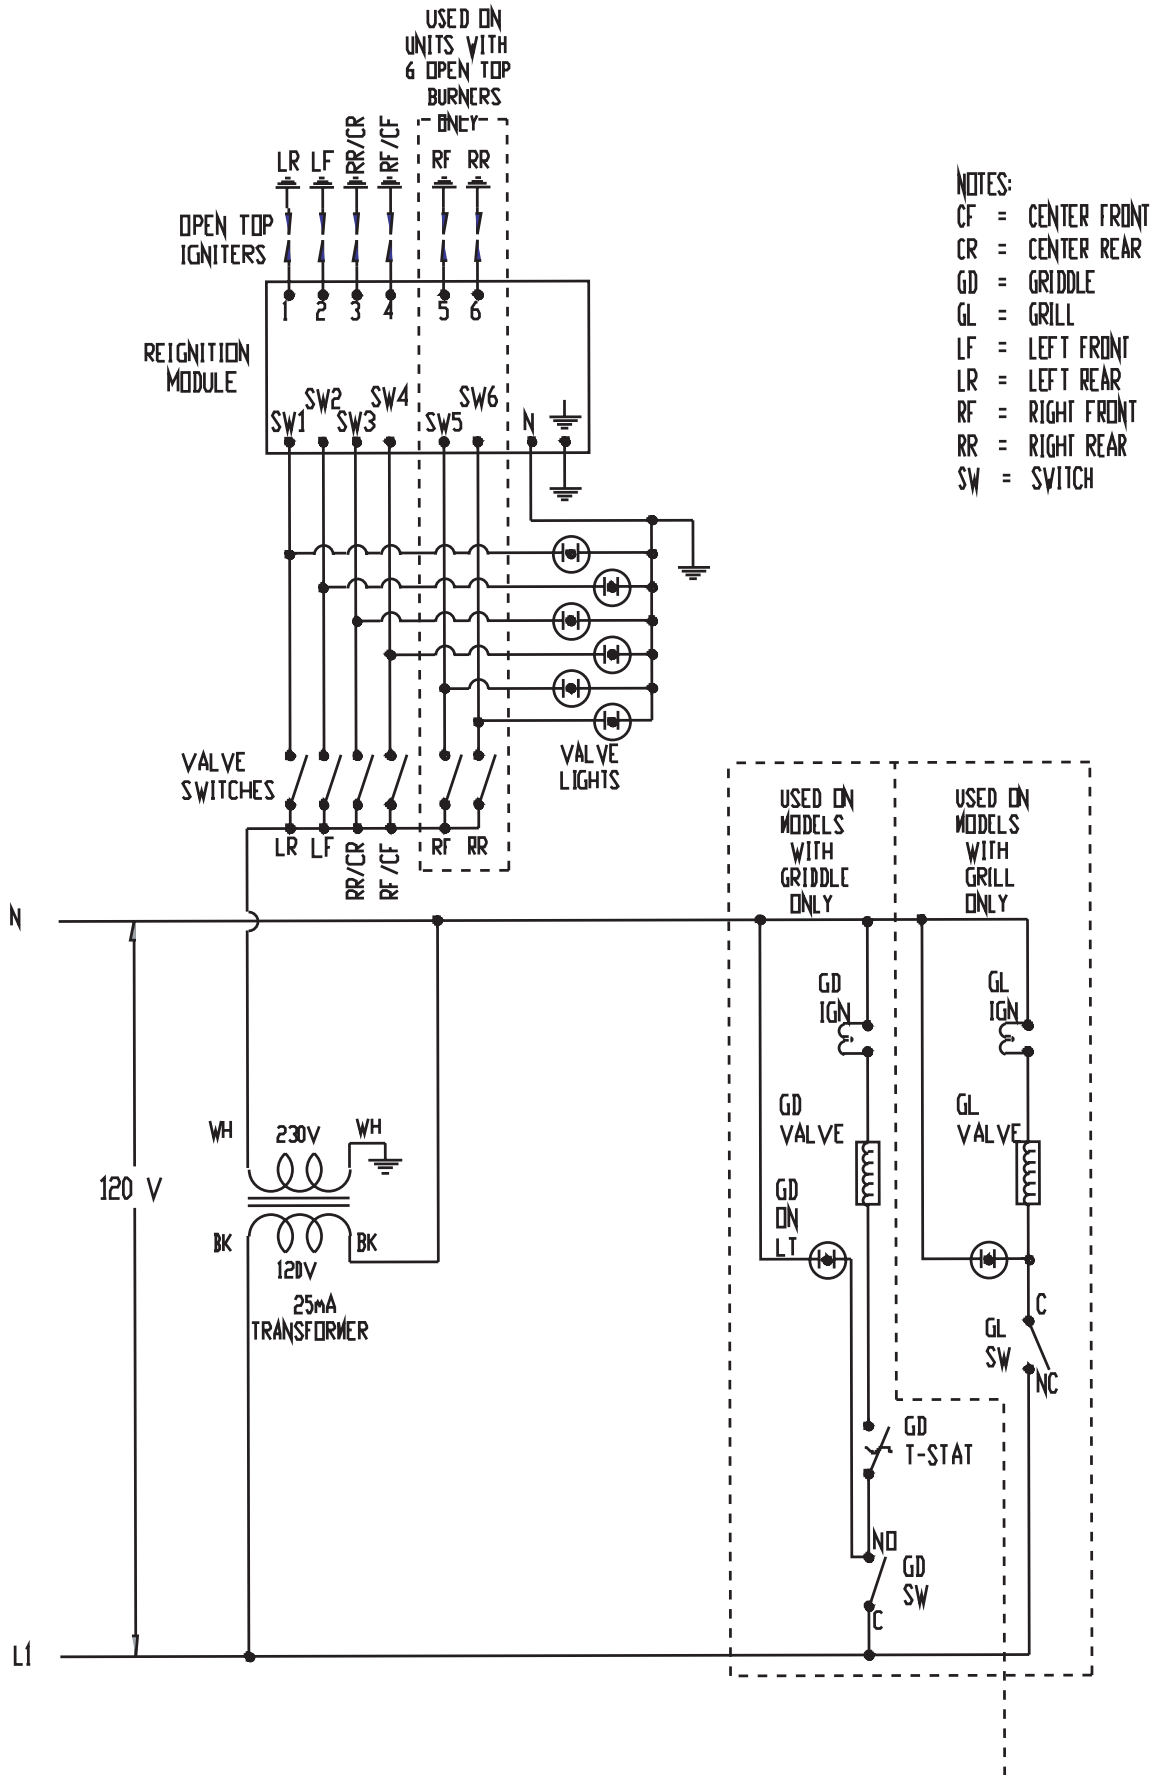 USED ON
UNITS WITH
6 OPEN TOP
BURNERS
ONLY
LR LF RR/CR RF/CF RF RR
OPEN TOP
IGNITERS
1 2 3 4 5 6
REIGNITION
MODULE
SW1 SW2 SW3 SW4 SW5 SW6 N
NOTES:
CF = CENTER FRONT
CR = CENTER REAR
GD = GRIDDLE
GL = GRILL
LF = LEFT FRONT
LR = LEFT REAR
RF = RIGHT FRONT
RR = RIGHT REAR
SW = SWITCH
VALVE
SWITCHES
VALVE
LIGHTS
LR LF RR/CR RF/CF RF RR
USED ON
MODELS
WITH
GRIDDLE
ONLY
USED ON
MODELS
WITH
GRILL
ONLY
N
GD
IGN
GL
IGN
GD
VALVE
GL
VALVE
WH 230V WH
120 V
GD
ON
LT
BK BK
120V
25mA
TRANSFORMER
C
GL
SW
NC
GD
T-STAT
NO
GD
SW
C
L1